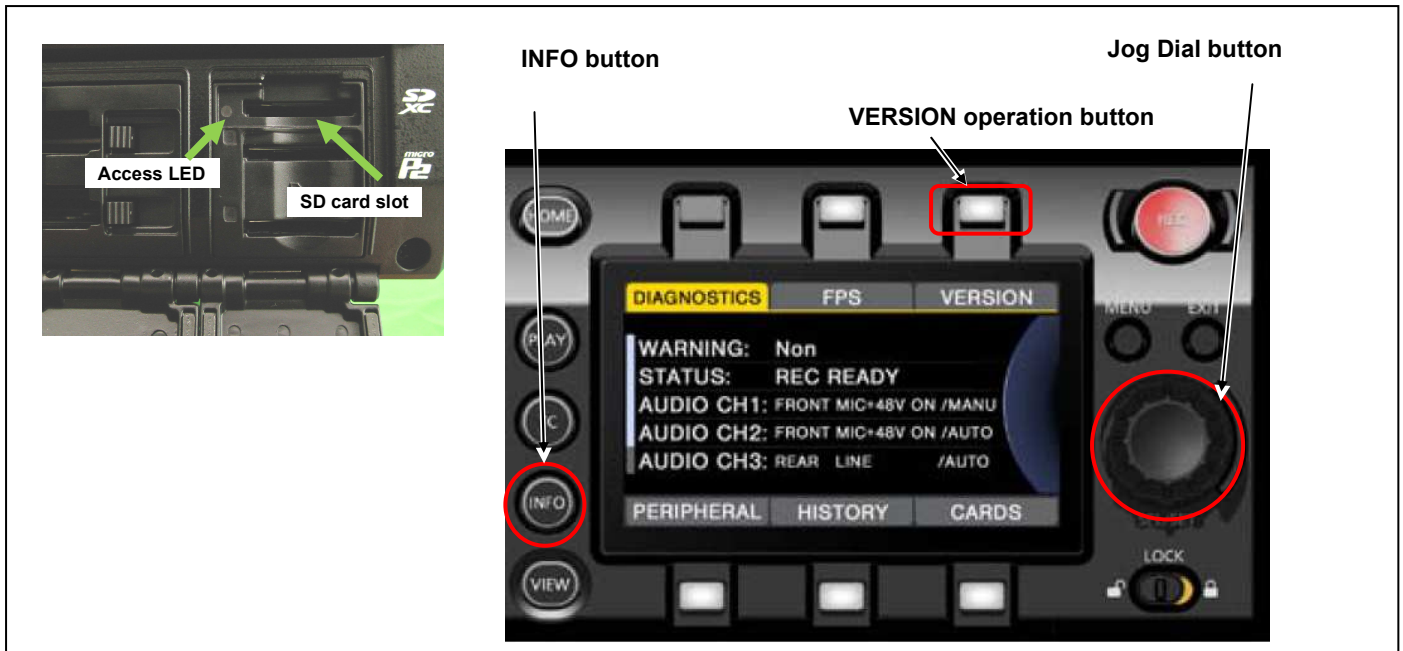 INFO button
Jog Dial button
VERSION operation button
SD
XC
micro
P2
Access LED
SD card slot
HOME
REC
DIAGNOSTICS FPS VERSION
MENU EXIT
PLAY
WARNING: Non
STATUS: REC READY
AUDIO CH1: FRONT MIC+48V ON /MANU
AUDIO CH2: FRONT MIC+48V ON /AUTO
AUDIO CH3: REAR LINE /AUTO
INFO
PERIPHERAL HISTORY CARDS
LOCK
VIEW